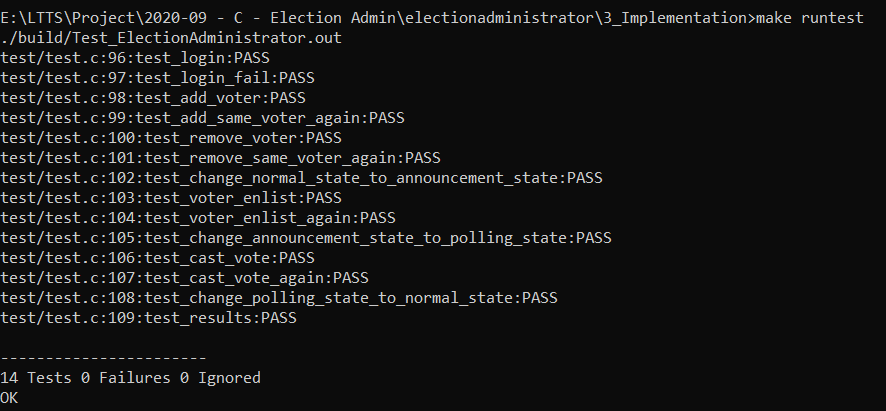 E:\LTTS\Project\2020-09 - C - Election Admin\electionadministrator\3_Implementation>make runtest
./build/Test_ElectionAdministrator.out
test/test.c:96:test_login:PASS
test/test.c:97:test_login_fail:PASS
test/test.c:98:test_add_voter:PASS
test/test.c:99:test_add_same_voter_again:PASS
test/test.c:100:test_remove_voter:PASS
test/test.c:101:test_remove_same_voter_again:PASS
test/test.c:102:test_change_normal_state_to_announcement_state:PASS
test/test.c:103:test_voter_enlist:PASS
test/test.c:104:test_voter_enlist_again:PASS
test/test.c:105:test_change_announcement_state_to_polling_state:PASS
test/test.c:106:test_cast_vote:PASS
test/test.c:107:test_cast_vote_again:PASS
test/test.c:108:test_change_polling_state_to_normal_state:PASS
test/test.c:109:test_results:PASS
-----------------------
14 Tests 0 Failures 0 Ignored
OK